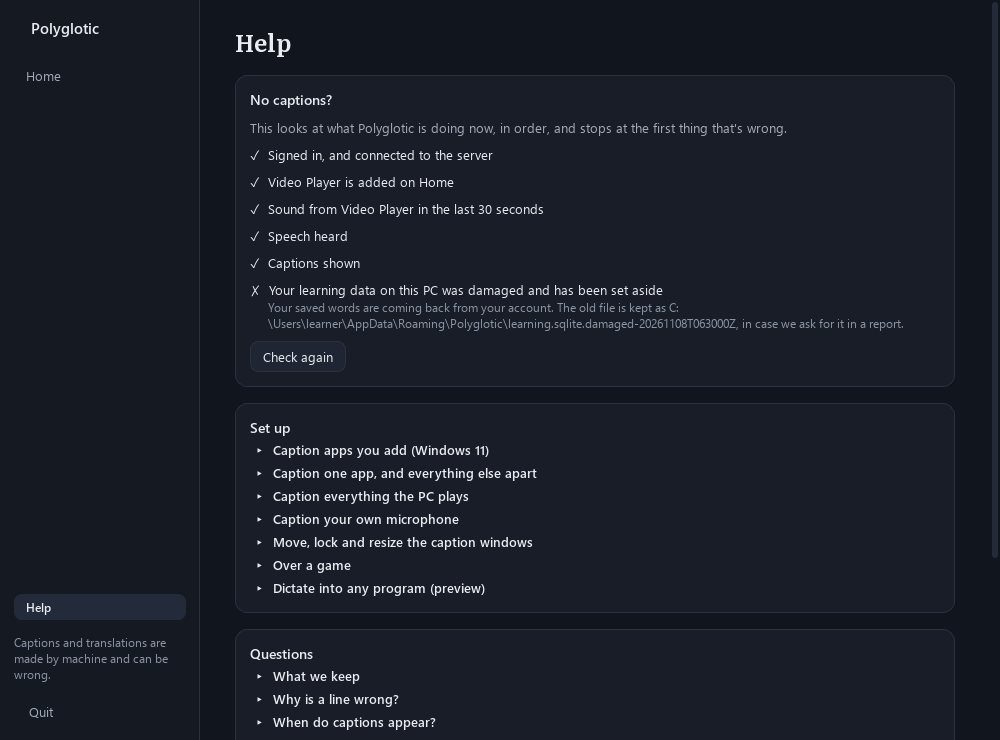 Polyglotic
Home
Help
No captions?
This looks at what Polyglotic is doing now, in order, and stops at the first thing that's wrong.
✓ Signed in, and connected to the server
✓ Video Player is added on Home
✓ Sound from Video Player in the last 30 seconds
✓ Speech heard
✓ Captions shown
✗ Your learning data on this PC was damaged and has been set aside
Your saved words are coming back from your account. The old file is kept as C:
\Users\learner\AppData\Roaming\Polyglotic\learning.sqlite.damaged-20261108T063000Z, in case we ask for it in a report.
Check again
Set up
‣ Caption apps you add (Windows 11)
‣ Caption one app, and everything else apart
‣ Caption everything the PC plays
‣ Caption your own microphone
‣ Move, lock and resize the caption windows
‣ Over a game
‣ Dictate into any program (preview)
Questions
‣ What we keep
‣ Why is a line wrong?
‣ When do captions appear?
Help
Captions and translations are
made by machine and can be
wrong.
Quit